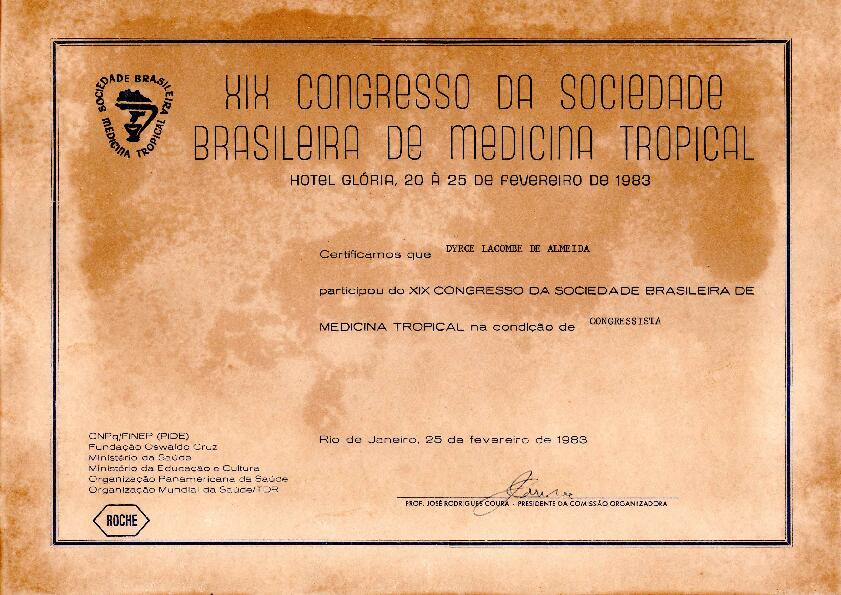 SOCIEDADE BRASILEIRA
MEDICINA TROPICAL
XIX CONGRESSO DA SOCIEDADE
BRASILEIRA DE MEDICINA TROPICAL
HOTEL GLÓRIA, 20 À 25 DE FEVEREIRO DE 1983
Certificamos que DYRCE LACOMBE DE ALMEIDA
participou do XIX CONGRESSO DA SOCIEDADE BRASILEIRA DE
MEDICINA TROPICAL na condição de CONGRESSISTA
Rio de Janeiro, 25 de fevereiro de 1983
CNPq/FINEP (PIDE)
Fundação Oswaldo Cruz
Ministério da Saúde
Ministério da Educação e Cultura
Organização Panamericana da Saúde
Organização Mundial da Saúde/TDR
ROCHE
PROF. JOSÉ RODRIGUES COURA - PRESIDENTE DA COMISSÃO ORGANIZADORA